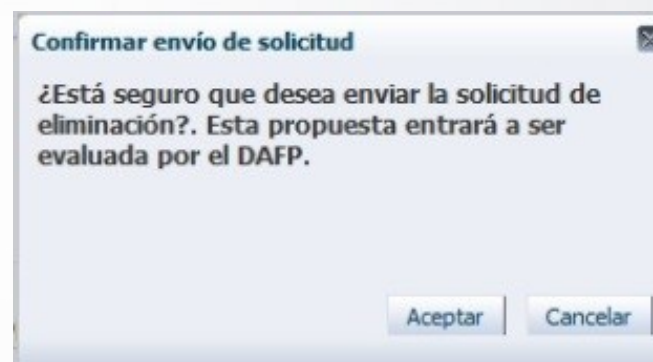 Confirmar envío de solicitud
¿Está seguro que desea enviar la solicitud de
eliminación?. Esta propuesta entrará a ser
evaluada por el DAFP.
Aceptar Cancelar